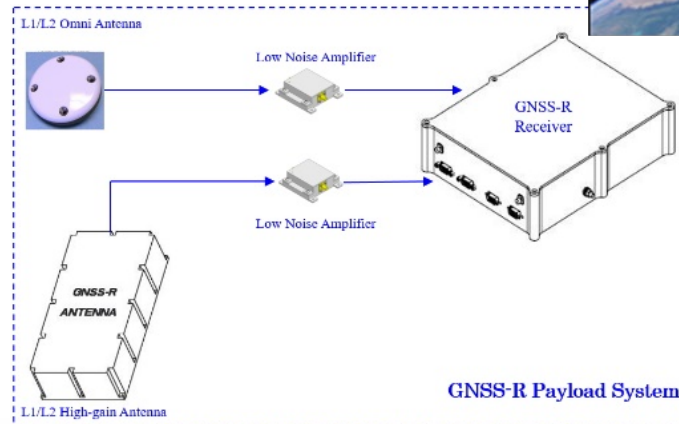 L1/L2 Omni Antenna
Low Noise Amplifier
GNSS-R
Receiver
Low Noise Amplifier
GNSS-R
ANTENNA
GNSS-R Payload System
L1/L2 High-gain Antenna